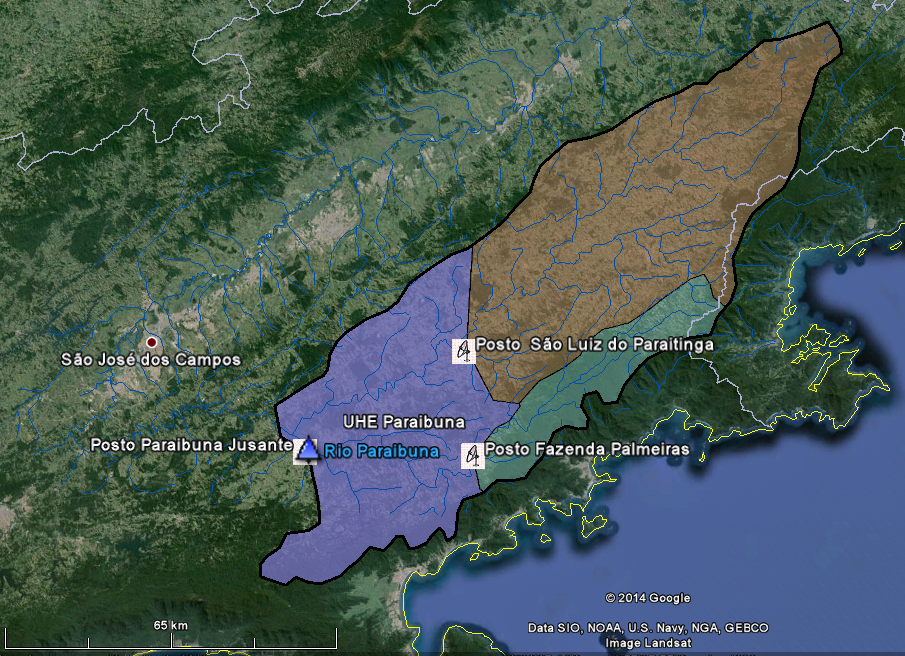 Posto São Luiz do Paraitinga
São José dos Campos
UHE Paraibuna
Posto Paraibuna Jusante
Rio Paraibuna
Posto Fazenda Palmeiras
© 2014 Google
65 km
Data SIO, NOAA, U.S. Navy, NGA, GEBCO
Image Landsat